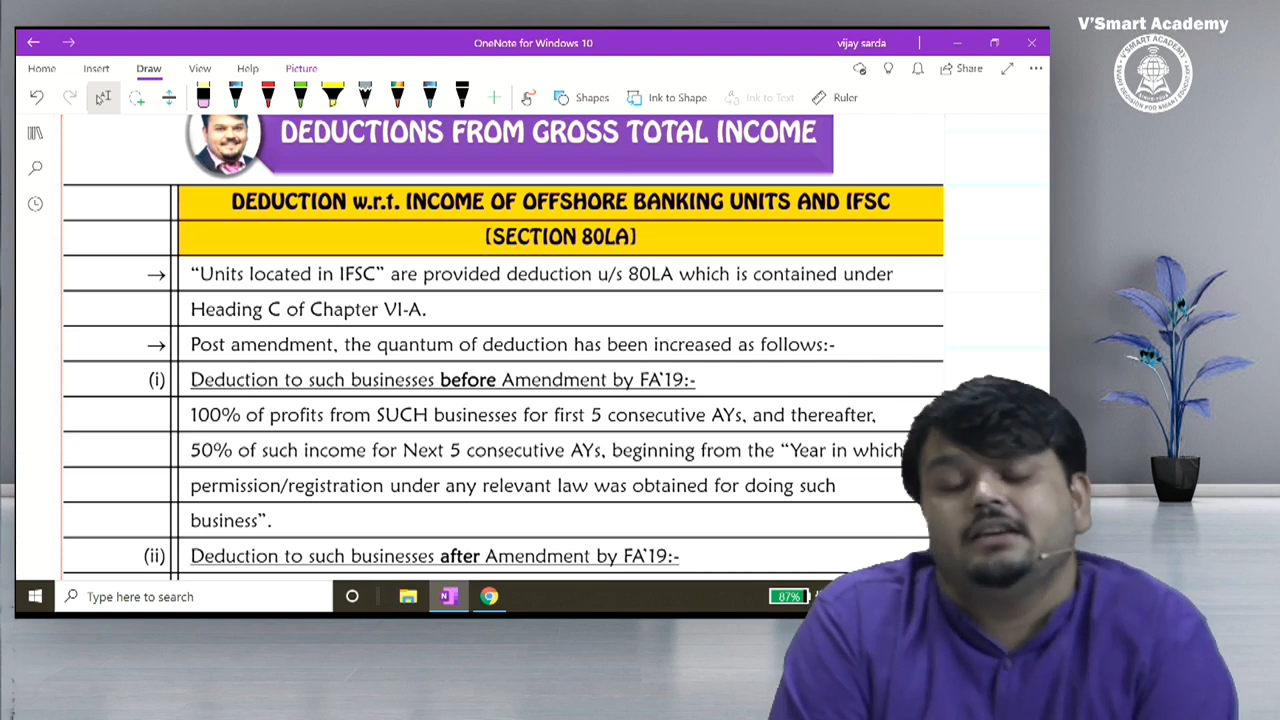 V'Smart Academy
OneNote for Windows 10
vijay sarda
Home
Insert
Draw
View
Help
Picture
Share
Shapes
Ink to Shape
Ink to Text
Ruler
DEDUCTIONS FROM GROSS TOTAL INCOME
DEDUCTION w.r.t. INCOME OF OFFSHORE BANKING UNITS AND IFSC
(SECTION 80LA)
→ "Units located in IFSC" are provided deduction u/s 80LA which is contained under
Heading C of Chapter VI-A.
→ Post amendment, the quantum of deduction has been increased as follows:-
(i) Deduction to such businesses before Amendment by FA'19:-
100% of profits from SUCH businesses for first 5 consecutive AYs, and thereafter,
50% of such income for Next 5 consecutive AYs, beginning from the "Year in which
permission/registration under any relevant law was obtained for doing such
business".
(ii) Deduction to such businesses after Amendment by FA'19:-
Type here to search
87%